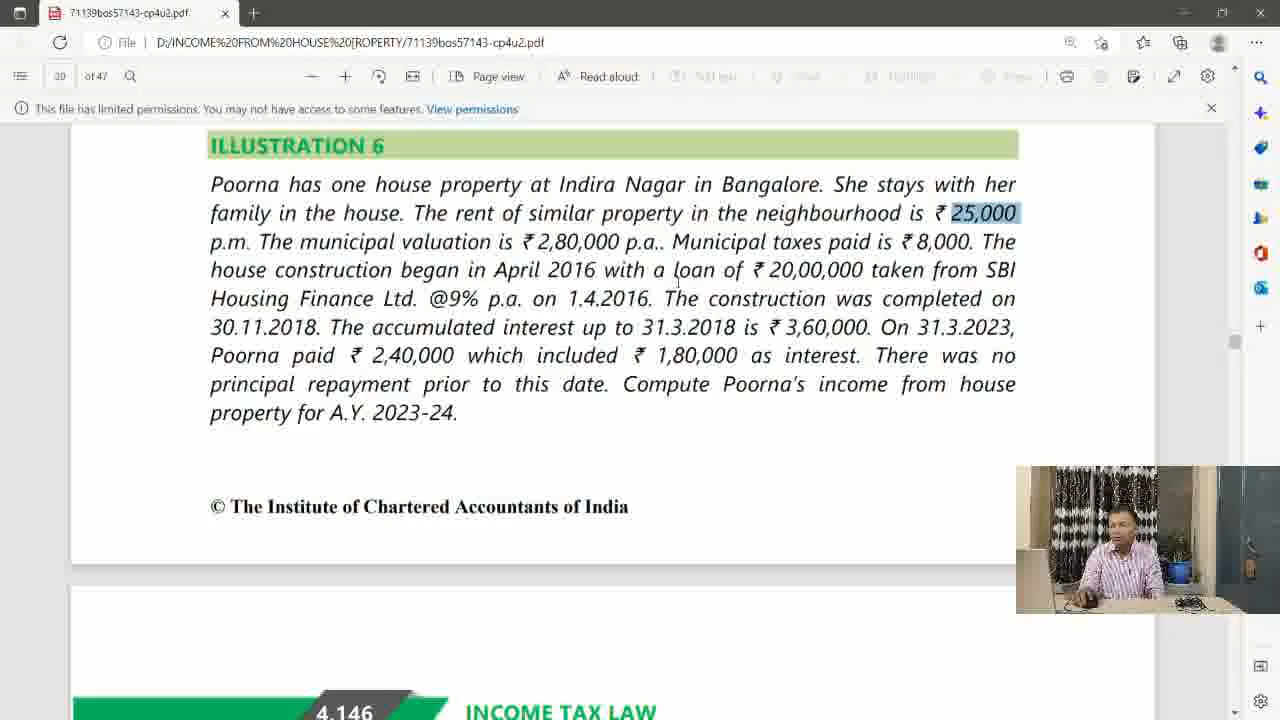 71139bos57143-cp4u2.pdf
File
D:/INCOME%20FROM%20HOUSE%20[ROPERTY/71139bos57143-cp4u2.pdf
20 of 47
Page view
Read aloud
This file has limited permissions. You may not have access to some features. View permissions
ILLUSTRATION 6
Poorna has one house property at Indira Nagar in Bangalore. She stays with her
family in the house. The rent of similar property in the neighbourhood is ₹ 25,000
p.m. The municipal valuation is ₹ 2,80,000 p.a.. Municipal taxes paid is ₹ 8,000. The
house construction began in April 2016 with a loan of ₹ 20,00,000 taken from SBI
Housing Finance Ltd. @9% p.a. on 1.4.2016. The construction was completed on
30.11.2018. The accumulated interest up to 31.3.2018 is ₹ 3,60,000. On 31.3.2023,
Poorna paid ₹ 2,40,000 which included ₹ 1,80,000 as interest. There was no
principal repayment prior to this date. Compute Poorna's income from house
property for A.Y. 2023-24.
© The Institute of Chartered Accountants of India
4.146 INCOME TAX LAW